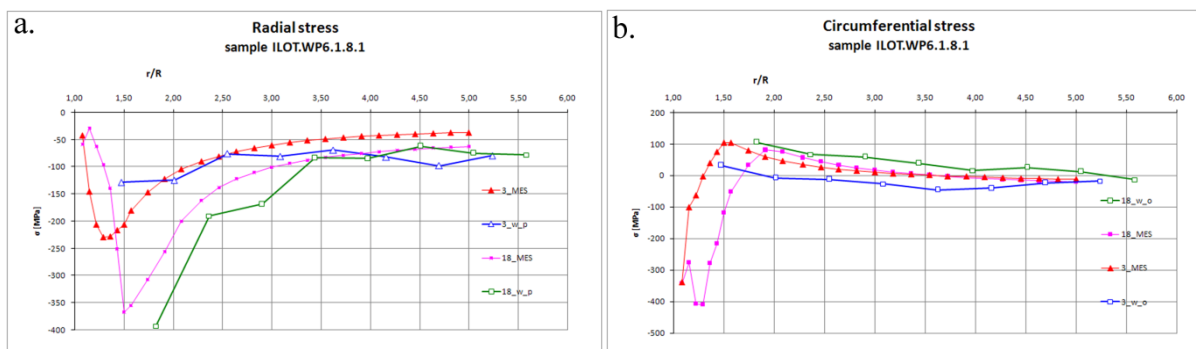 a.
Radial stress
sample ILOT.WP6.1.8.1
r/R
1,00 1,50 2,00 2,50 3,00 3,50 4,00 4,50 5,00 5,50 6,00
0
-50
-100
-150
-200
-250
-300
-350
-400
σ [MPa]
3_MES
3_w_p
18_MES
18_w_p
b.
Circumferential stress
sample ILOT.WP6.1.8.1
r/R
1,00 1,50 2,00 2,50 3,00 3,50 4,00 4,50 5,00 5,50 6,00
200
100
0
-100
-200
-300
-400
-500
σ [MPa]
18_w_o
18_MES
3_MES
3_w_o